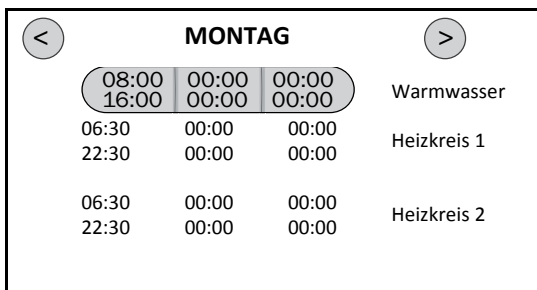 < MONTAG >
08:00 00:00 00:00
16:00 00:00 00:00
Warmwasser
06:30 00:00 00:00
22:30 00:00 00:00
Heizkreis 1
06:30 00:00 00:00
22:30 00:00 00:00
Heizkreis 2